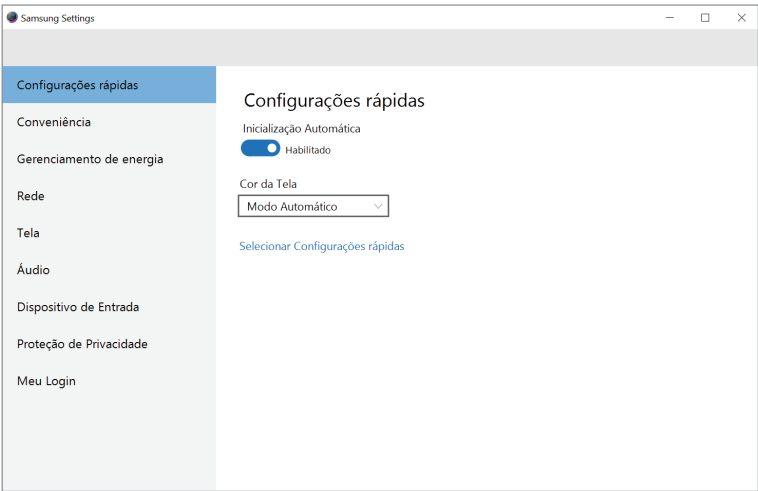 Samsung Settings
Configurações rápidas
Conveniência
Gerenciamento de energia
Rede
Tela
Áudio
Dispositivo de Entrada
Proteção de Privacidade
Meu Login
Configurações rápidas
Inicialização Automática
Habilitado
Cor da Tela
Modo Automático
Selecionar Configurações rápidas